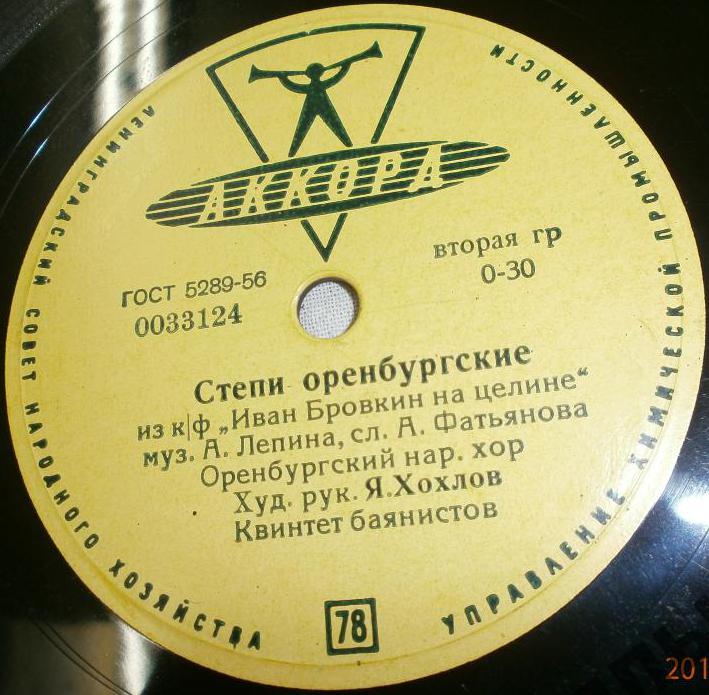 АККОРД
ЛЕНИНГРАДСКИЙ СОВЕТ НАРОДНОГО ХОЗЯЙСТВА
УПРАВЛЕНИЕ ХИМИЧЕСКОЙ ПРОМЫШЛЕННОСТИ
ГОСТ 5289-56
0033124
вторая гр
0-30
Степи оренбургские
из к/ф „Иван Бровкин на целине“
муз. А. Лепина, сл. А. Фатьянова
Оренбургский нар. хор
Худ. рук. Я. Хохлов
Квинтет баянистов
78
201